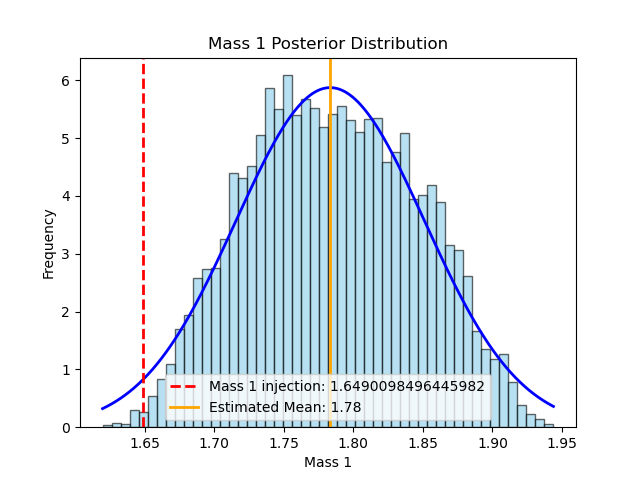 Mass 1 Posterior Distribution
Frequency
6
5
4
3
2
1
0
Mass 1 injection: 1.6490098496445982
Estimated Mean: 1.78
1.65 1.70 1.75 1.80 1.85 1.90 1.95
Mass 1